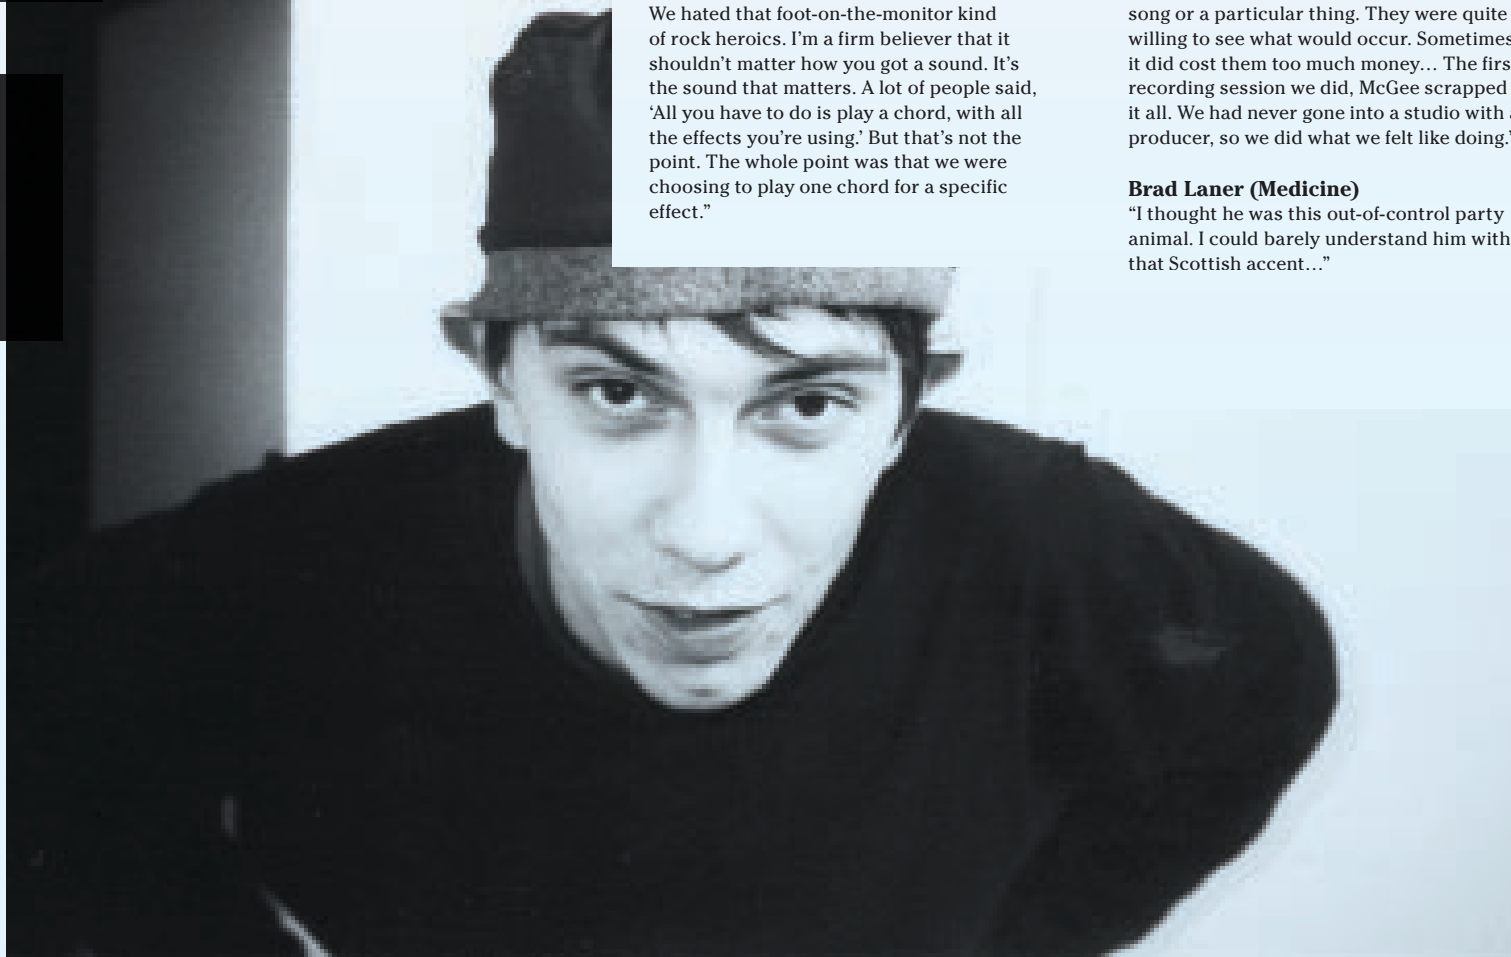 We hated that foot-on-the-monitor kind
of rock heroics. I’m a firm believer that it
shouldn’t matter how you got a sound. It’s
the sound that matters. A lot of people said,
‘All you have to do is play a chord, with all
the effects you’re using.’ But that’s not the
point. The whole point was that we were
choosing to play one chord for a specific
effect.”
song or a particular thing. They were quite
willing to see what would occur. Sometimes
it did cost them too much money… The
recording session we did, McGee scrapped
it all. We had never gone into a studio with
producer, so we did what we felt like doing.”
Brad Laner (Medicine)
“I thought he was this out-of-control party
animal. I could barely understand him with
that Scottish accent…”